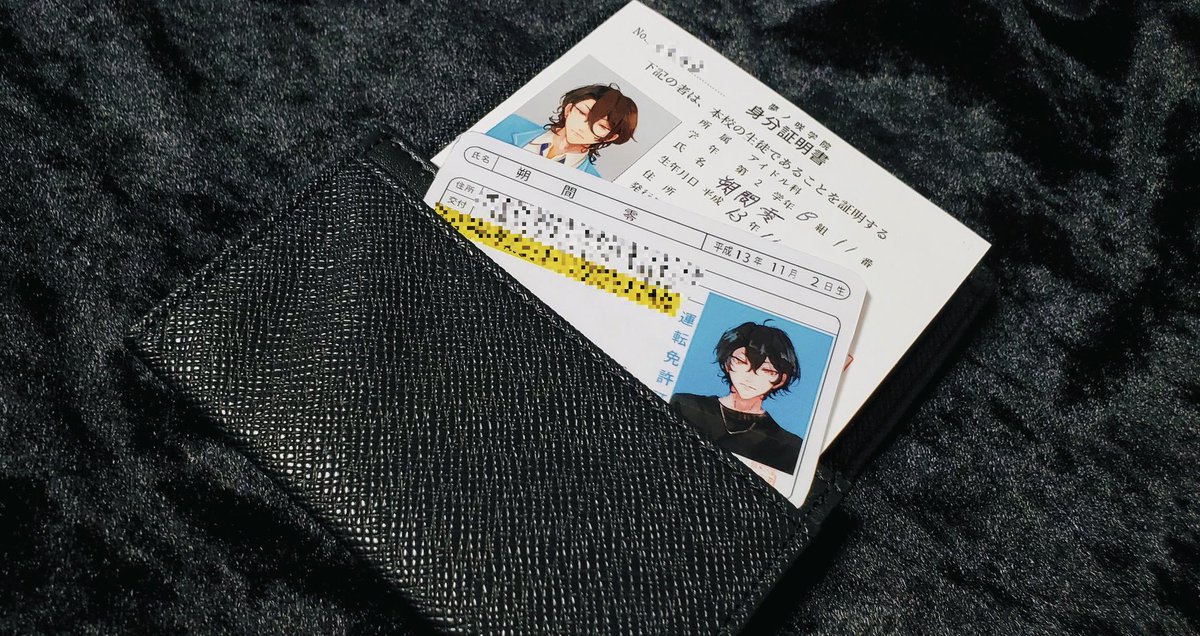 No.
夢ノ咲学院
身分証明書
下記の者は、本校の生徒であることを証明する
所属 アイドル科
学年 第2学年 B組 11番
氏名 朔間零
生年月日 平成13年11
住所
発行
氏名 朔間 零
平成13年11月2日生
住所
交付
運転免許